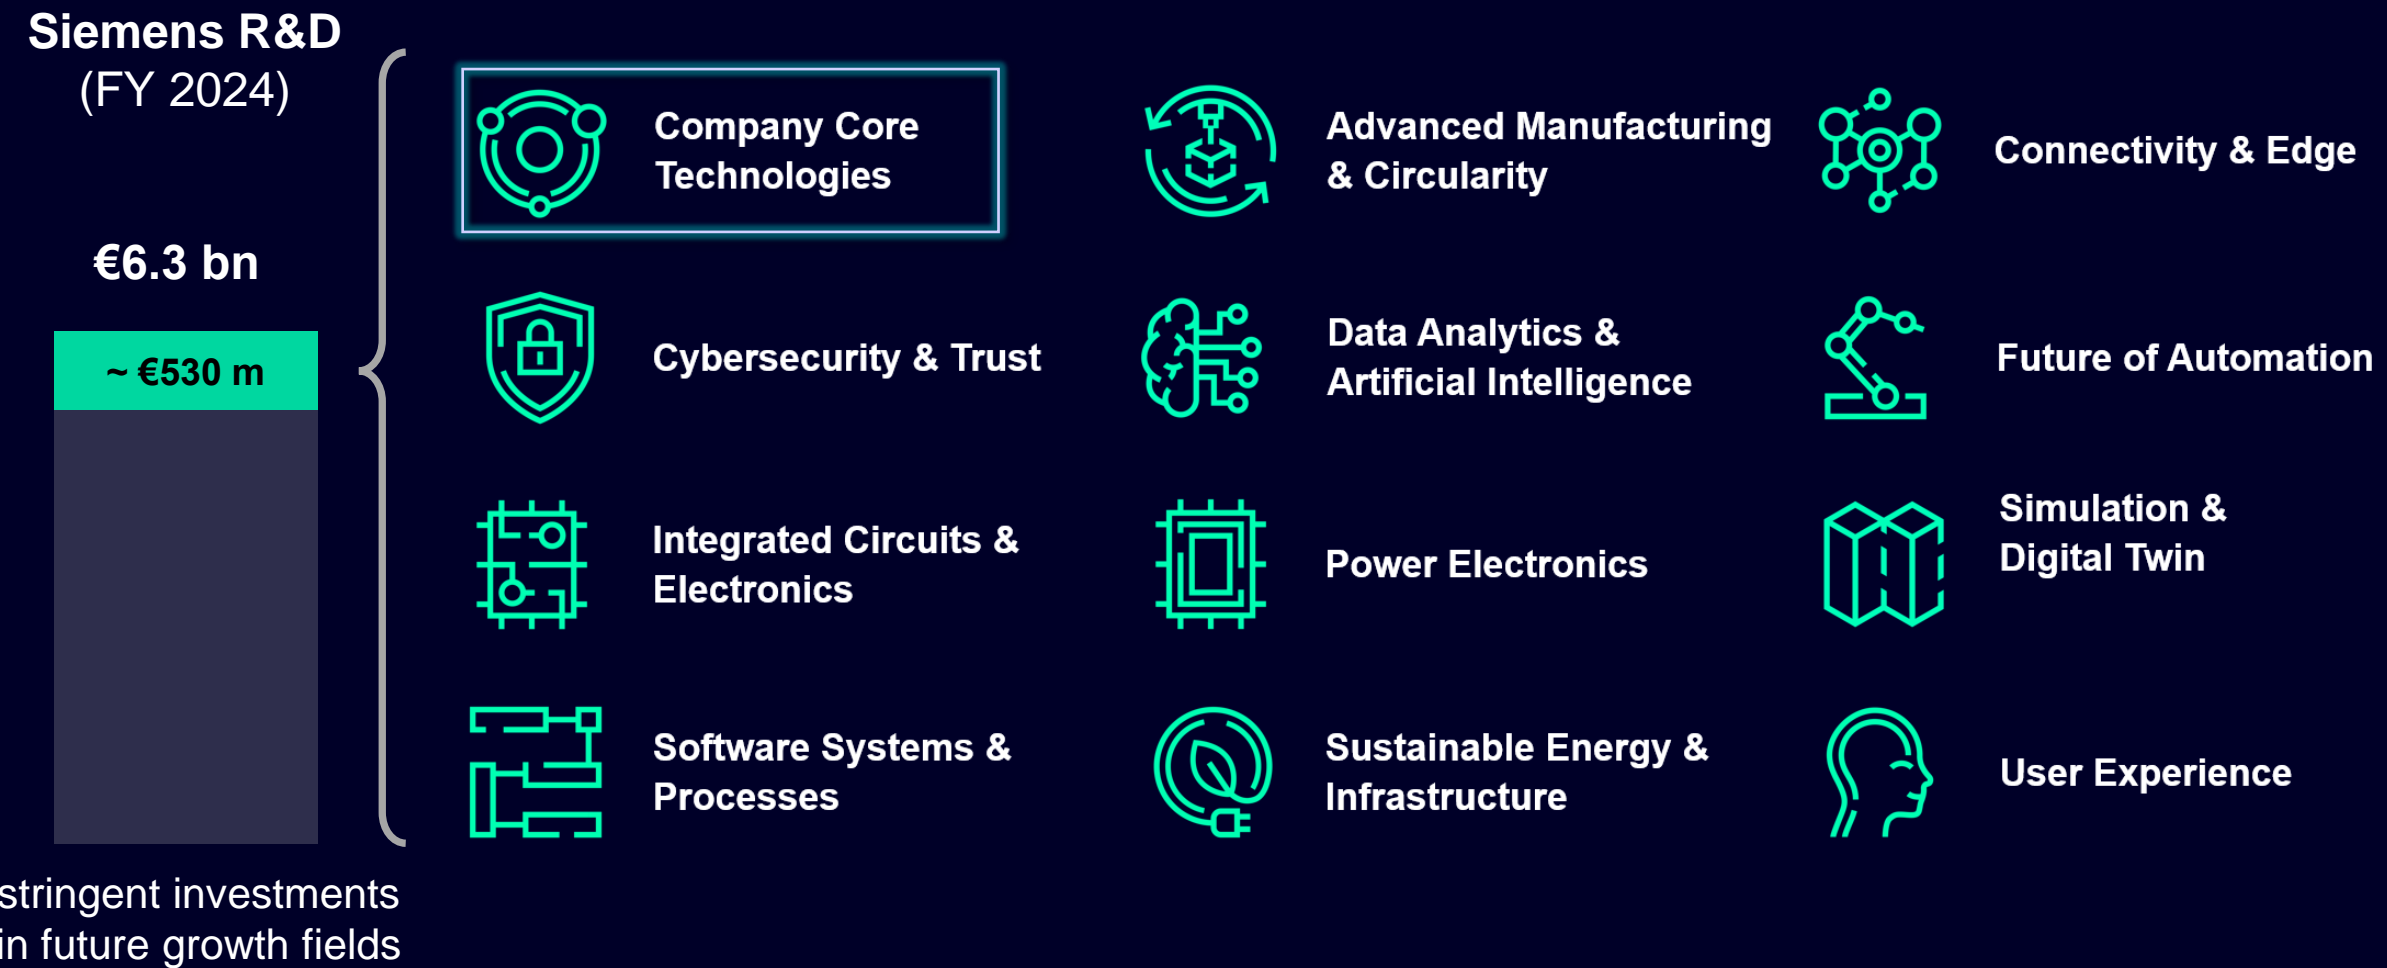 Siemens R&D
(FY 2024)
€6.3 bn
~ €530 m
stringent investments
in future growth fields
Company Core
Technologies
Advanced Manufacturing
& Circularity
Connectivity & Edge
Cybersecurity & Trust
Data Analytics &
Artificial Intelligence
Future of Automation
Integrated Circuits &
Electronics
Power Electronics
Simulation &
Digital Twin
Software Systems &
Processes
Sustainable Energy &
Infrastructure
User Experience